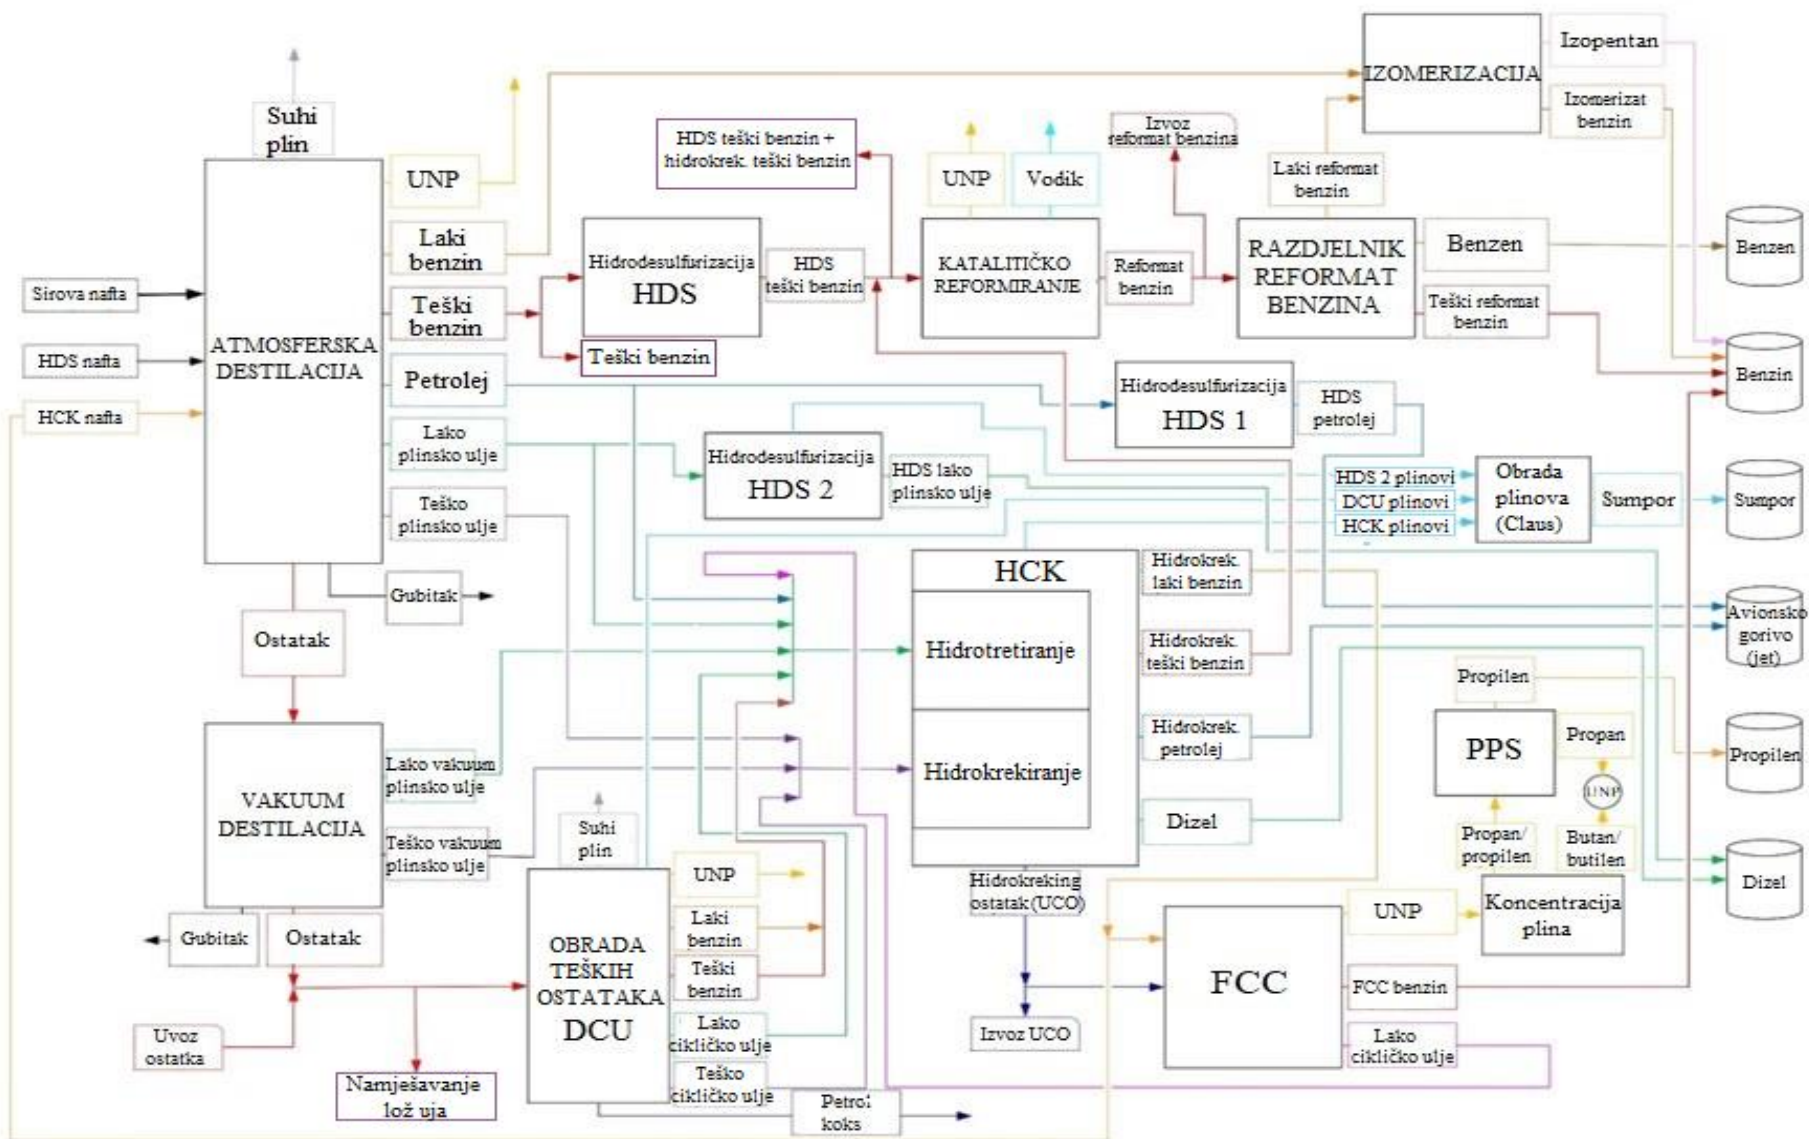 Suhi
plin
UNP
Laki
benzin
Teški
benzin
Petrolej
Lako
plinsko ulje
Teško
plinsko ulje
Sirova nafta
HDS nafta
HCK nafta
ATMOSFERSKA
DESTILACIJA
Gubitak
Ostatak
VAKUUM
DESTILACIJA
Lako vakuum
plinsko ulje
Teško vakuum
plinsko ulje
Gubitak
Ostatak
Uvoz
ostatka
Namješavanje
lož uja
Hidrodesulfurizacija
HDS
Teški benzin
HDS
teški benzin
HDS teški benzin +
hidrokrek. teški benzin
UNP
Vodik
KATALITIČKO
REFORMIRANJE
Reformat
benzin
Izvoz
reformat benzina
Laki reformat
benzin
RAZDJELNIK
REFORMAT
BENZINA
Benzen
Teški reformat
benzin
IZOMERIZACIJA
Izopentan
Izomerizat
benzin
Hidrodesulfurizacija
HDS 1
HDS
petrolej
Hidrodesulfurizacija
HDS 2
HDS lako
plinsko ulje
HDS 2 plinovi
DCU plinovi
HCK plinovi
Obrada
plinova
(Claus)
Sumpor
HCK
Hidrotretiranje
Hidrokrekiranje
Hidrokrek.
laki benzin
Hidrokrek.
teški benzin
Hidrokrek.
petrolej
Dizel
Hidrokreking
ostatak (UCO)
Izvoz UCO
Suhi
plin
OBRADA
TEŠKIH
OSTATAKA
DCU
UNP
Laki
benzin
Teški
benzin
Lako
cikličko ulje
Teško
cikličko ulje
Petrol
koks
FCC
UNP
FCC benzin
Lako
cikličko ulje
Koncentracija
plina
Propan/
propilen
Butan/
butilen
UNP
PPS
Propan
Propilen
Benzen
Benzin
Sumpor
Avionsko
gorivo
(jet)
Propilen
Dizel